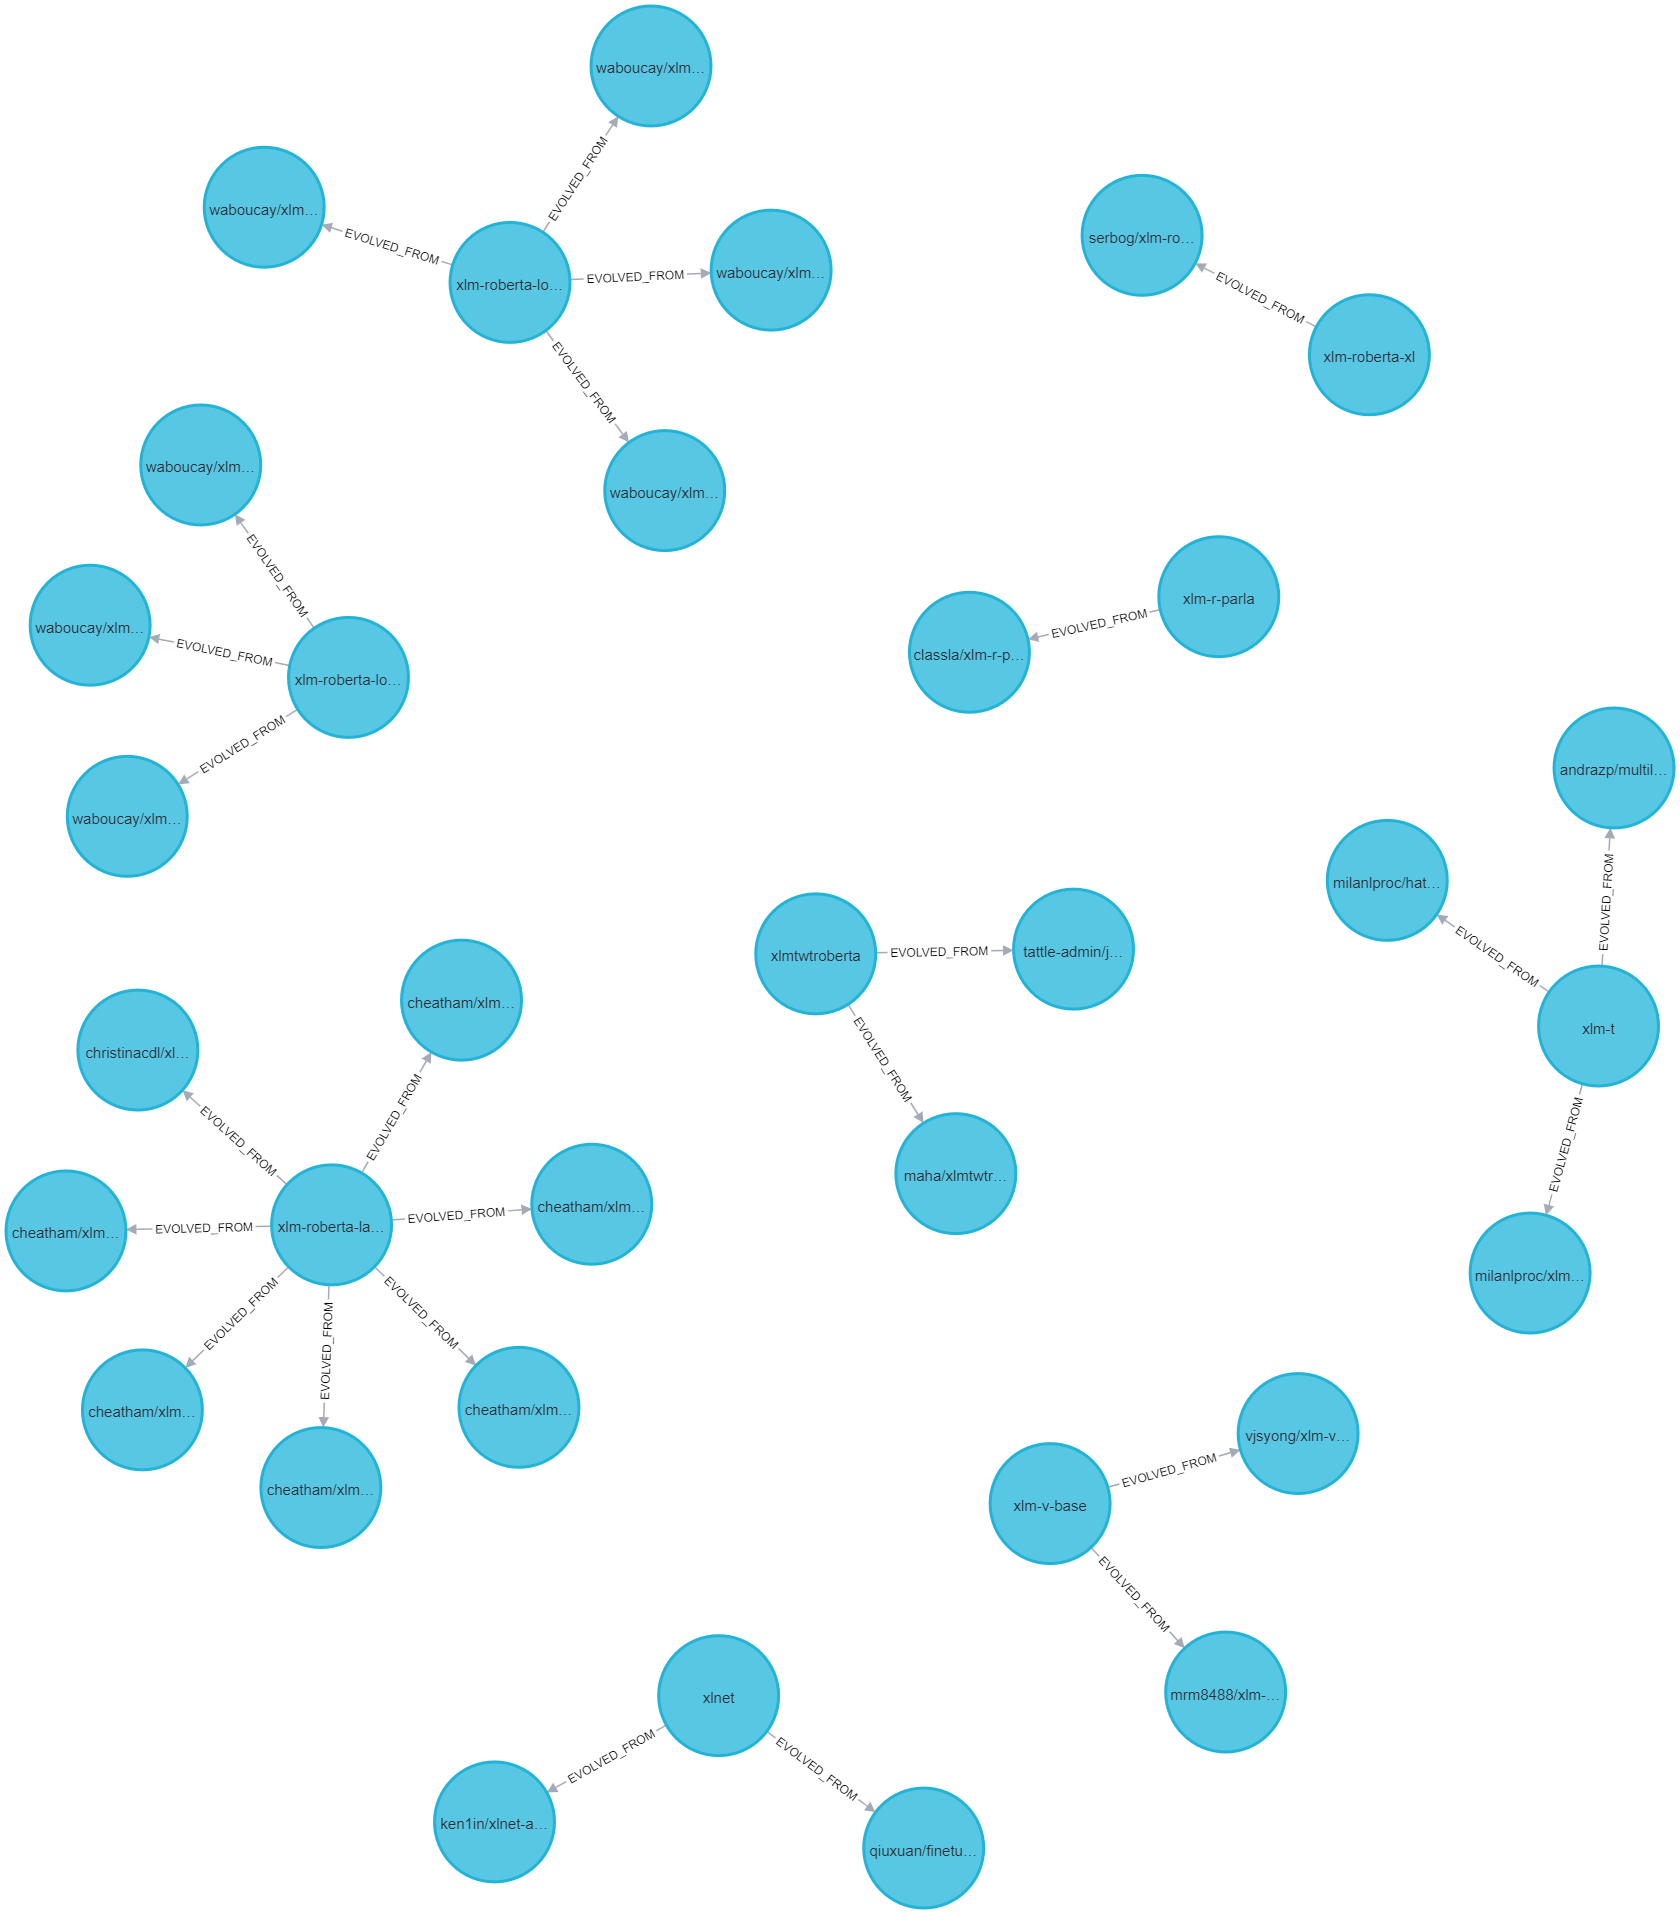 waboucay/xlm…
EVOLVED_FROM
waboucay/xlm…
EVOLVED_FROM
xlm-roberta-lo…
EVOLVED_FROM
waboucay/xlm…
EVOLVED_FROM
waboucay/xlm…
serbog/xlm-ro…
EVOLVED_FROM
xlm-roberta-xl
waboucay/xlm…
EVOLVED_FROM
waboucay/xlm…
EVOLVED_FROM
xlm-roberta-lo…
EVOLVED_FROM
waboucay/xlm…
xlm-r-parla
EVOLVED_FROM
classla/xlm-r-p…
andrazp/multil…
EVOLVED_FROM
milanlproc/hat…
EVOLVED_FROM
xlm-t
EVOLVED_FROM
milanlproc/xlm…
xlmtwtroberta
EVOLVED_FROM
tattle-admin/j…
EVOLVED_FROM
maha/xlmtwtr…
cheatham/xlm…
EVOLVED_FROM
christinacdl/xl…
EVOLVED_FROM
cheatham/xlm…
EVOLVED_FROM
xlm-roberta-la…
EVOLVED_FROM
cheatham/xlm…
EVOLVED_FROM
cheatham/xlm…
EVOLVED_FROM
cheatham/xlm…
EVOLVED_FROM
cheatham/xlm…
vjsyong/xlm-v…
EVOLVED_FROM
xlm-v-base
EVOLVED_FROM
mrm8488/xlm-…
xlnet
EVOLVED_FROM
ken1in/xlnet-a…
EVOLVED_FROM
qiuxuan/finetu…